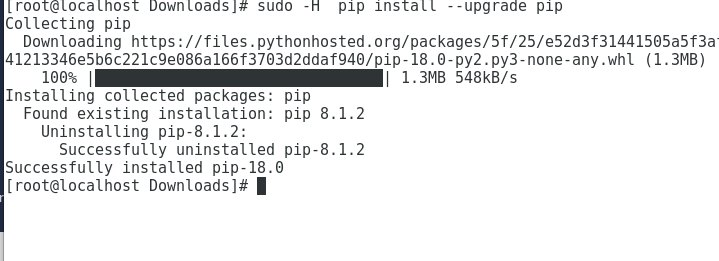 [root@localhost Downloads]# sudo -H  pip install --upgrade pip
Collecting pip
  Downloading https://files.pythonhosted.org/packages/5f/25/e52d3f31441505a5f3a
41213346e5b6c221c9e086a166f3703d2ddaf940/pip-18.0-py2.py3-none-any.whl (1.3MB)
    100% |████████████████████████████████| 1.3MB 548kB/s
Installing collected packages: pip
  Found existing installation: pip 8.1.2
    Uninstalling pip-8.1.2:
      Successfully uninstalled pip-8.1.2
Successfully installed pip-18.0
[root@localhost Downloads]#